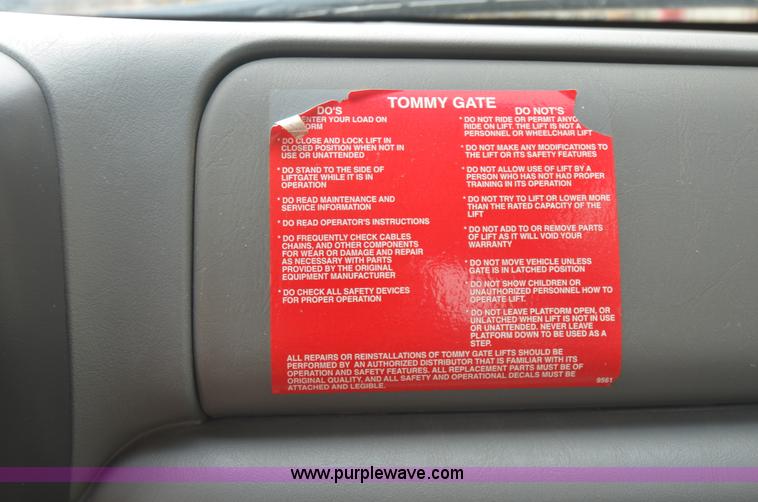 TOMMY GATE
DO'S
ENTER YOUR LOAD ON
ORM
* DO CLOSE AND LOCK LIFT IN
CLOSED POSITION WHEN NOT IN
USE OR UNATTENDED
* DO STAND TO THE SIDE OF
LIFTGATE WHILE IT IS IN
OPERATION
* DO READ MAINTENANCE AND
SERVICE INFORMATION
* DO READ OPERATOR'S INSTRUCTIONS
* DO FREQUENTLY CHECK CABLES
CHAINS, AND OTHER COMPONENTS
FOR WEAR OR DAMAGE AND REPAIR
AS NECESSARY WITH PARTS
PROVIDED BY THE ORIGINAL
EQUIPMENT MANUFACTURER
* DO CHECK ALL SAFETY DEVICES
FOR PROPER OPERATION
DO NOT'S
* DO NOT RIDE OR PERMIT ANYO
RIDE ON LIFT. THE LIFT IS NOT A
PERSONNEL OR WHEELCHAIR LIFT
* DO NOT MAKE ANY MODIFICATIONS TO
THE LIFT OR ITS SAFETY FEATURES
* DO NOT ALLOW USE OF LIFT BY A
PERSON WHO HAS NOT HAD PROPER
TRAINING IN ITS OPERATION
* DO NOT TRY TO LIFT OR LOWER MORE
THAN THE RATED CAPACITY OF THE
LIFT
* DO NOT ADD TO OR REMOVE PARTS
OF LIFT AS IT WILL VOID YOUR
WARRANTY
* DO NOT MOVE VEHICLE UNLESS
GATE IS IN LATCHED POSITION
* DO NOT SHOW CHILDREN OR
UNAUTHORIZED PERSONNEL HOW TO
OPERATE LIFT.
* DO NOT LEAVE PLATFORM OPEN, OR
UNLATCHED WHEN LIFT IS NOT IN USE
OR UNATTENDED. NEVER LEAVE
PLATFORM DOWN TO BE USED AS A
STEP.
ALL REPAIRS OR REINSTALLATIONS OF TOMMY GATE LIFTS SHOULD BE
PERFORMED BY AN AUTHORIZED DISTRIBUTOR THAT IS FAMILIAR WITH ITS
OPERATION AND SAFETY FEATURES. ALL REPLACEMENT PARTS MUST BE OF
ORIGINAL QUALITY, AND ALL SAFETY AND OPERATIONAL DECALS MUST BE
ATTACHED AND LEGIBLE.
9561
www.purplewave.com